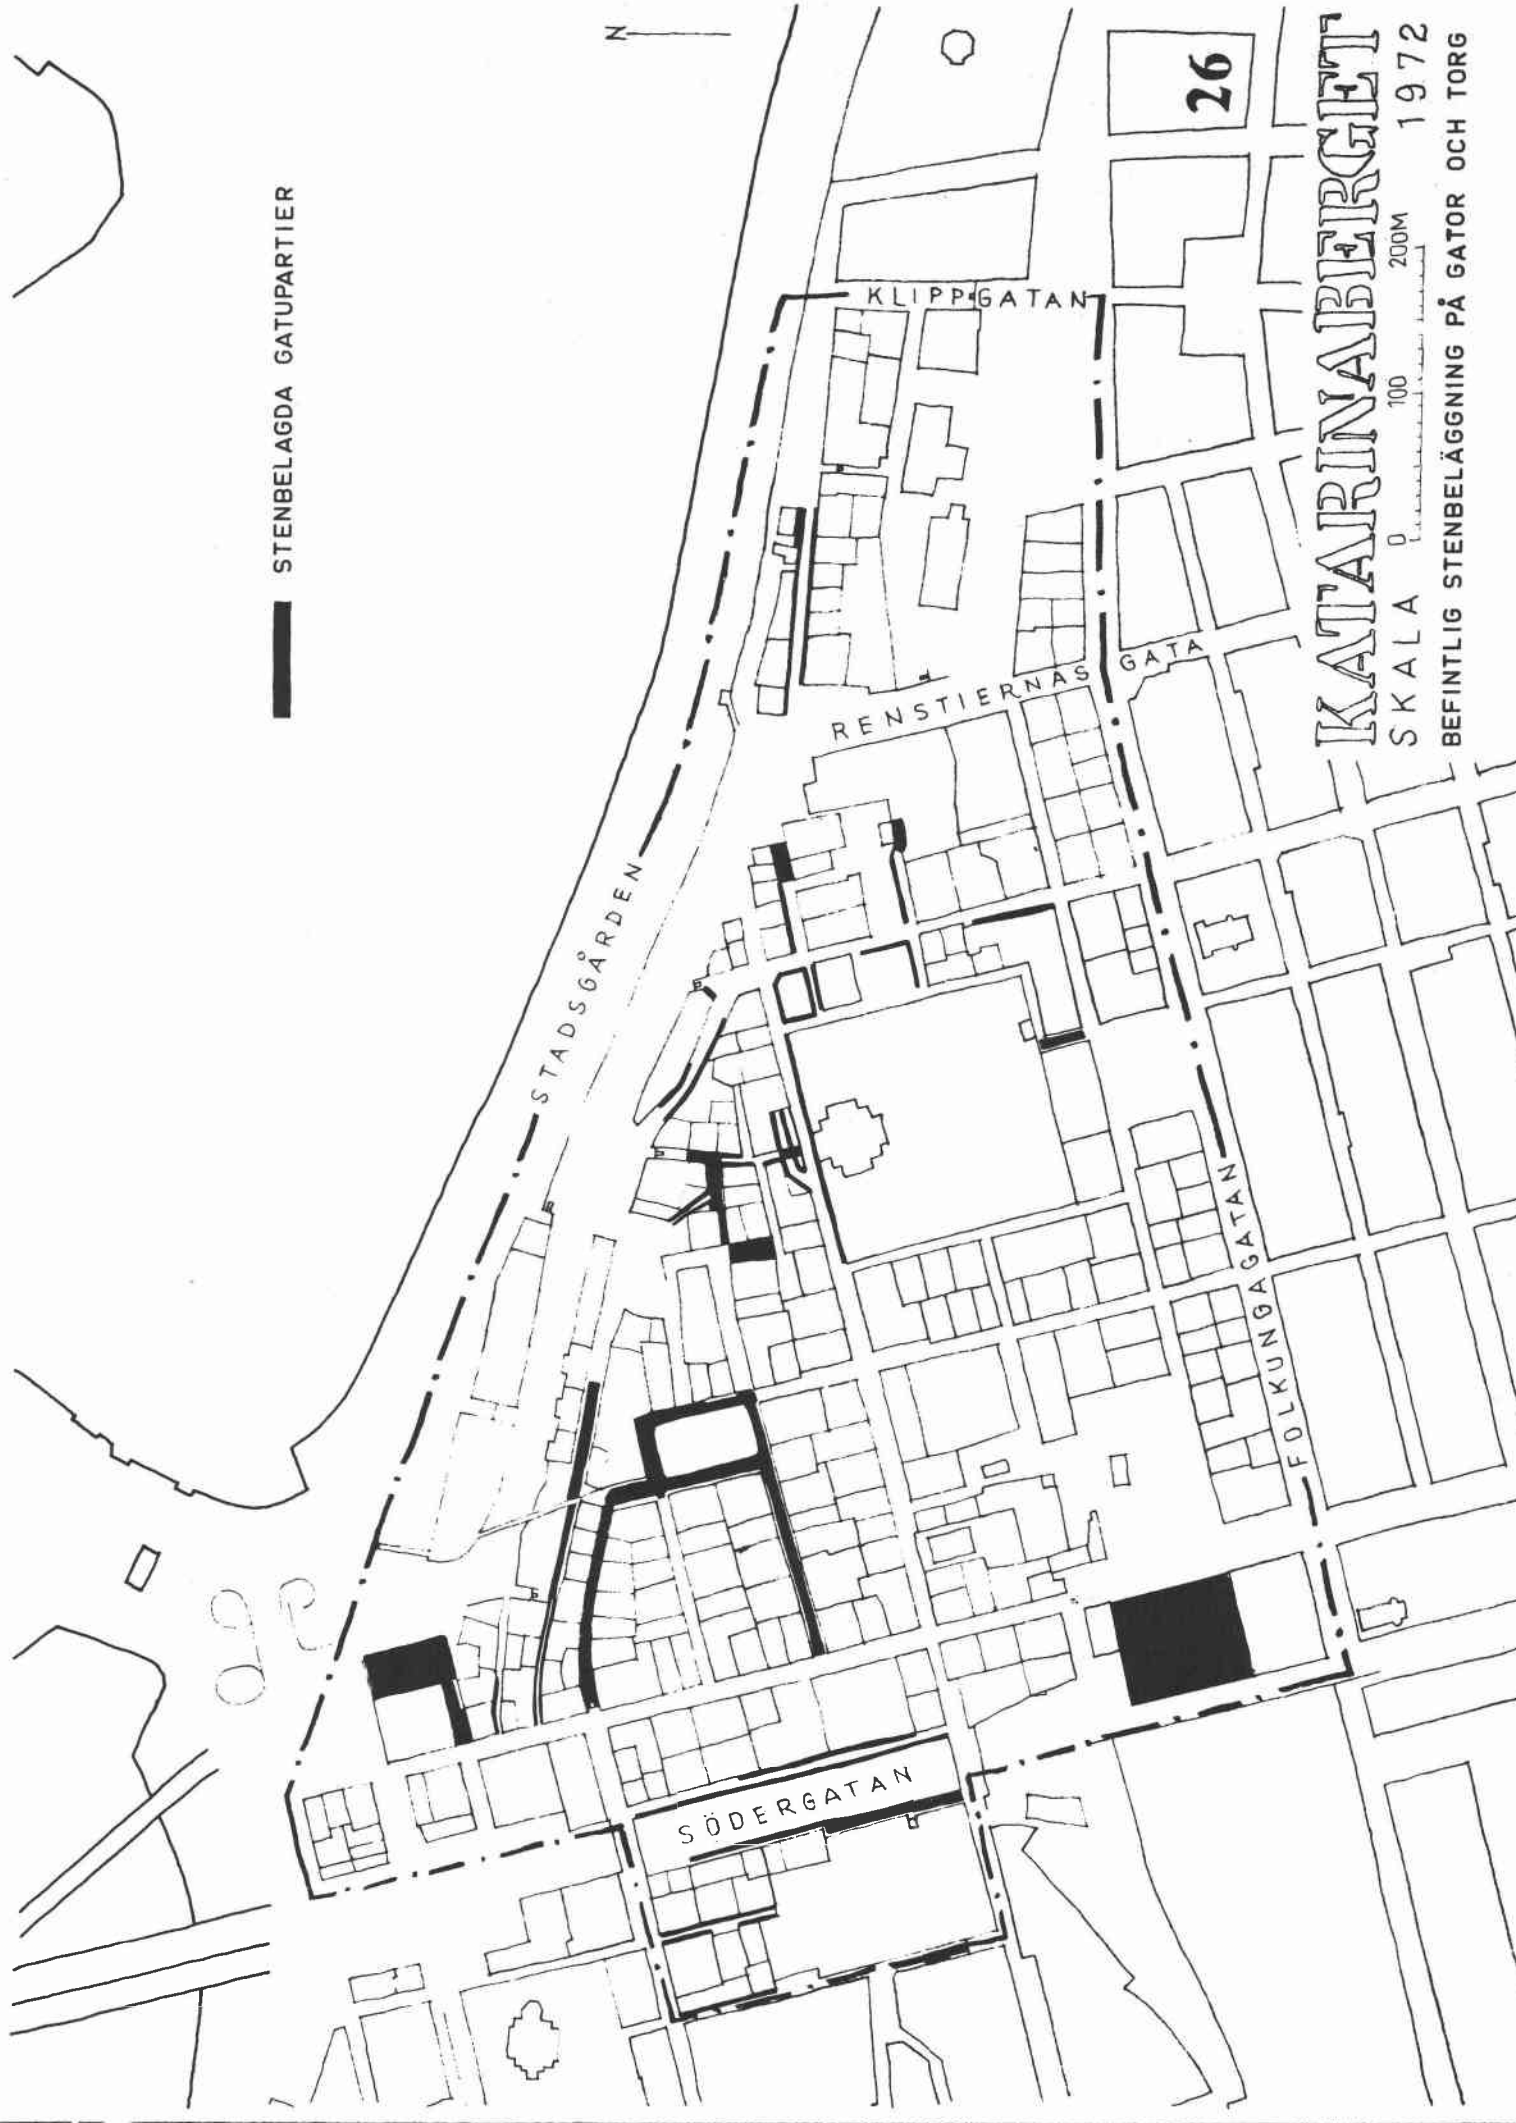 STENBELAGDA GATUPARTIER
N
STADSGÅRDEN
KLIPPGATAN
RENSTIERNAS GATA
SÖDERGATAN
FOLKUNGAGATAN
26
KATARINABERGET
SKALA 0 100 200M 1972
BEFINTLIG STENBELÄGGNING PÅ GATOR OCH TORG